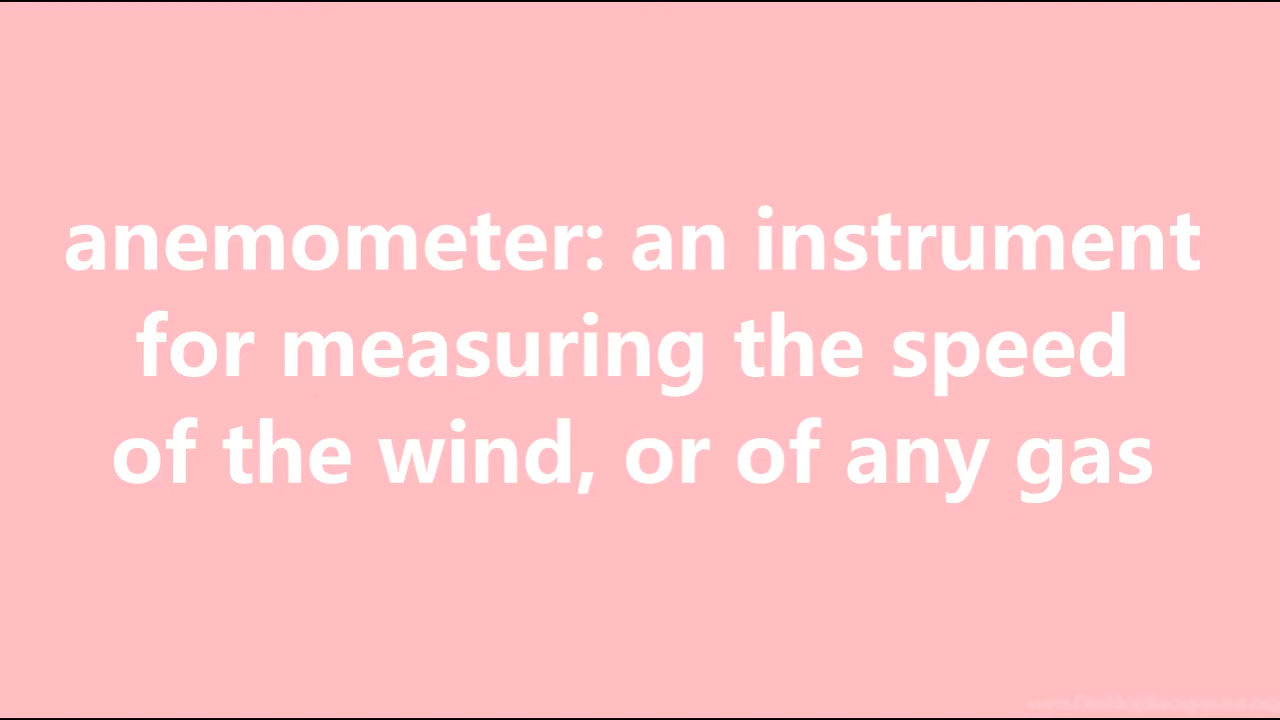 anemometer: an instrument
for measuring the speed
of the wind, or of any gas